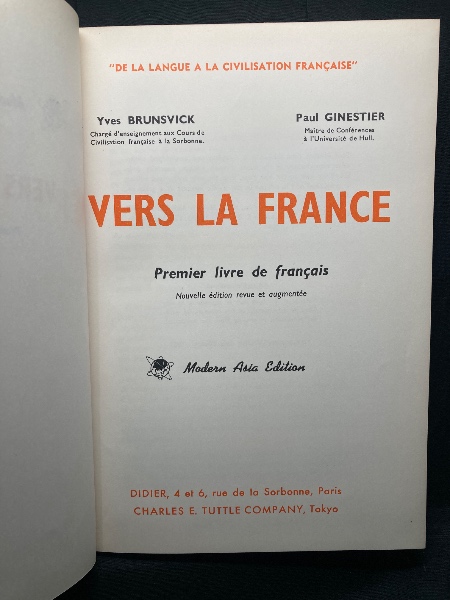 "DE LA LANGUE A LA CIVILISATION FRANÇAISE"
Yves BRUNSVICK
Chargé d'enseignement aux Cours de
Civilisation française à la Sorbonne.
Paul GINESTIER
Maître de Conférences
à l'Université de Hull.
VERS LA FRANCE
Premier livre de français
Nouvelle édition revue et augmentée
Modern Asia Edition
DIDIER, 4 et 6, rue de la Sorbonne, Paris
CHARLES E. TUTTLE COMPANY, Tokyo